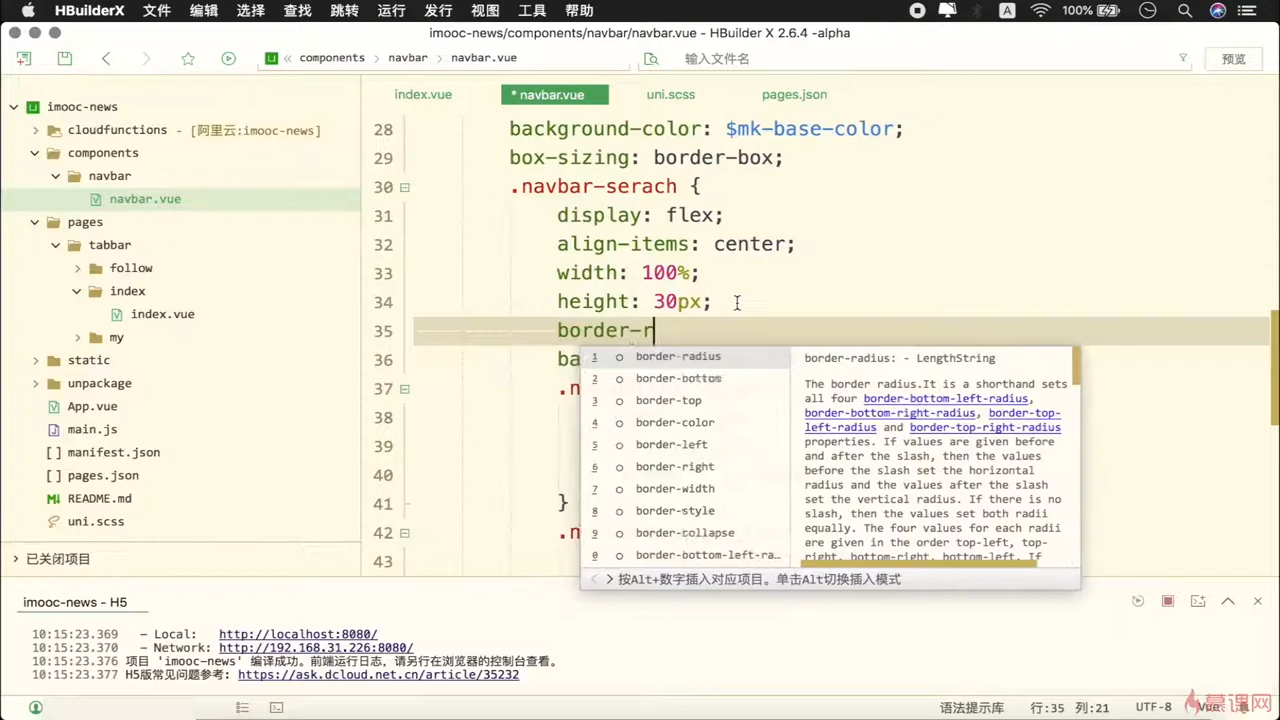 HBuilderX 文件 编辑 选择 查找 跳转 运行 发行 视图 工具 帮助 A 100%
imooc-news/components/navbar/navbar.vue - HBuilder X 2.6.4 -alpha
U « components > navbar > navbar.vue 输入文件名 预览
index.vue * navbar.vue uni.scss pages.json
imooc-news
cloudfunctions - [阿里云:imooc-news]
components
navbar
navbar.vue
pages
tabbar
follow
index
index.vue
my
static
unpackage
App.vue
main.js
[ ] manifest.json
[ ] pages.json
README.md
uni.scss
已关闭项目
28 background-color: $mk-base-color;
29 box-sizing: border-box;
30 .navbar-serach {
31 display: flex;
32 align-items: center;
33 width: 100%;
34 height: 30px;
35 border-r
36 ba
37 .n
38
39
40
41 }
42 .n
43
1 border-radius
2 border-bottom
3 border-top
4 border-color
5 border-left
6 border-right
7 border-width
8 border-style
9 border-collapse
0 border-bottom-left-ra…
border-radius: - LengthString
The border radius.It is a shorthand sets
all four border-bottom-left-radius,
border-bottom-right-radius, border-top-
left-radius and border-top-right-radius
properties. If values are given before
and after the slash, then the values
before the slash set the horizontal
radius and the values after the slash
set the vertical radius. If there is no
slash, then the values set both radii
equally. The four values for each radii
are given in the order top-left, top-
right, bottom-right, bottom-left. If
按Alt+数字插入对应项目。单击Alt切换插入模式
imooc-news - H5
10:15:23.369 - Local: http://localhost:8080/
10:15:23.370 - Network: http://192.168.31.226:8080/
10:15:23.376 项目 'imooc-news' 编译成功。前端运行日志，请另行在浏览器的控制台查看。
10:15:23.377 H5版常见问题参考: https://ask.dcloud.net.cn/article/35232
语法提示库 行:35 列:21 UTF-8 Vue
慕课网